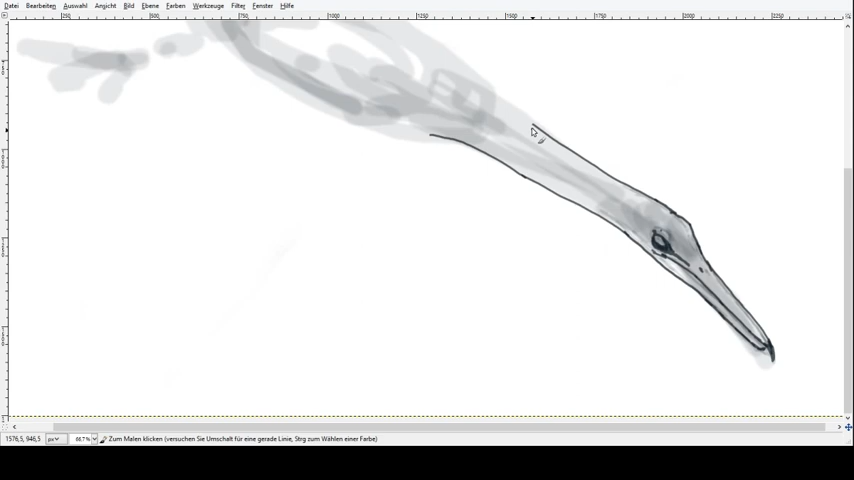 Datei Bearbeiten Auswahl Ansicht Bild Ebene Farben Werkzeuge Filter Fenster Hilfe
250 500 750 1000 1250 1500 1750 2000 2250
1576,5, 946,5 px 66,7% Zum Malen klicken (versuchen Sie Umschalt für eine gerade Linie, Strg zum Wählen einer Farbe)